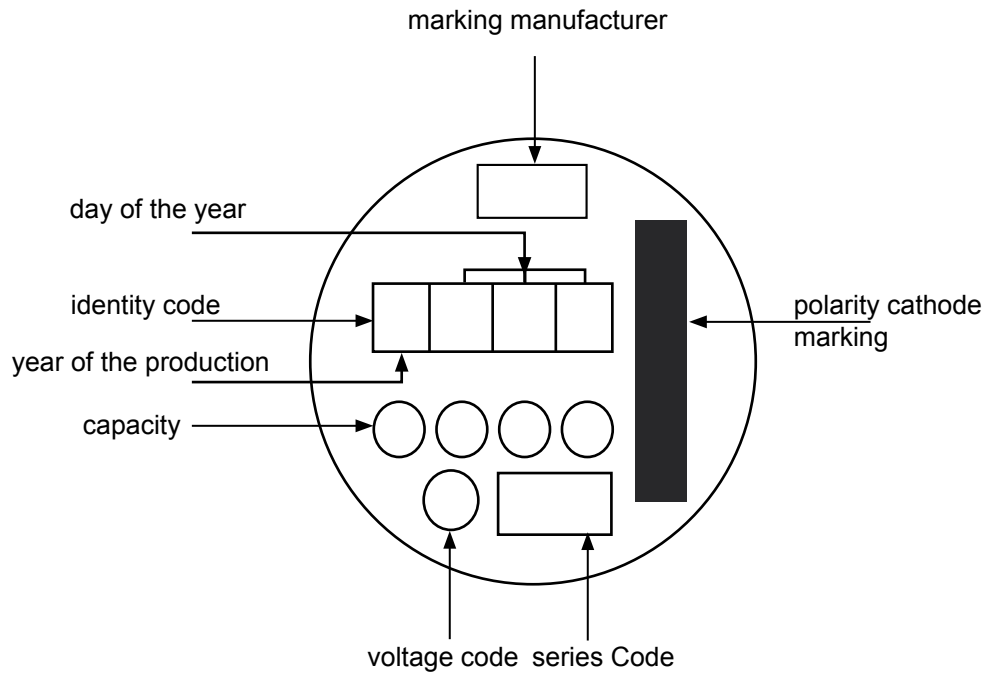 marking manufacturer
day of the year
identity code
polarity cathode
marking
year of the production
capacity
voltage code
series Code